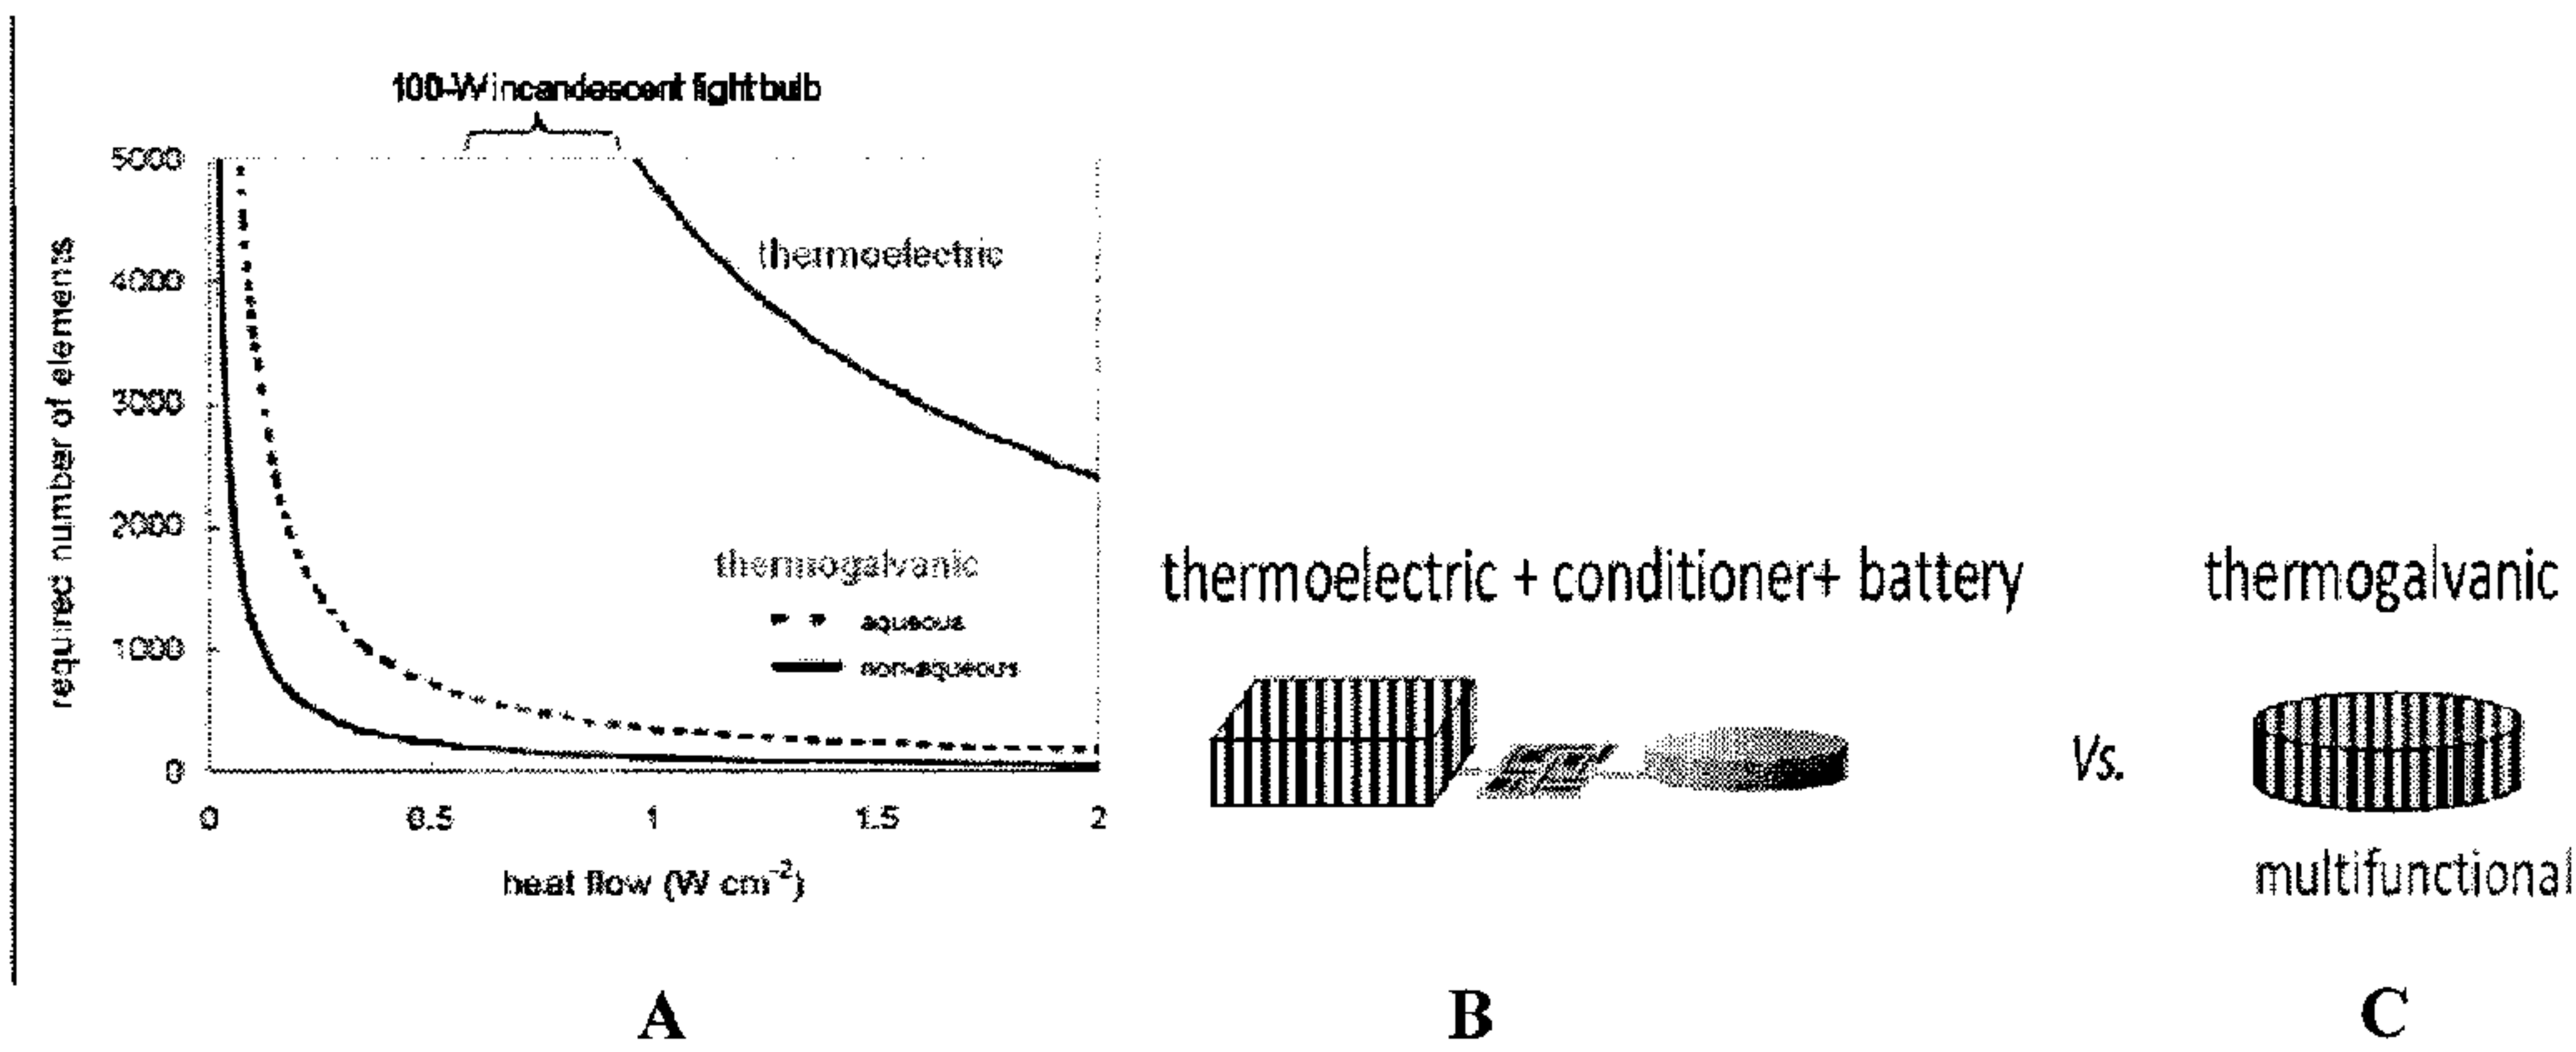 100-W incandescent light bulb
5000
4000
3000
2000
1000
0
required number of elements
thermoelectric
thermogalvanic
aqueous
non-aqueous
0 0.5 1 1.5 2
heat flow (W cm⁻²)
A
thermoelectric + conditioner+ battery
B
Vs.
thermogalvanic
multifunctional
C